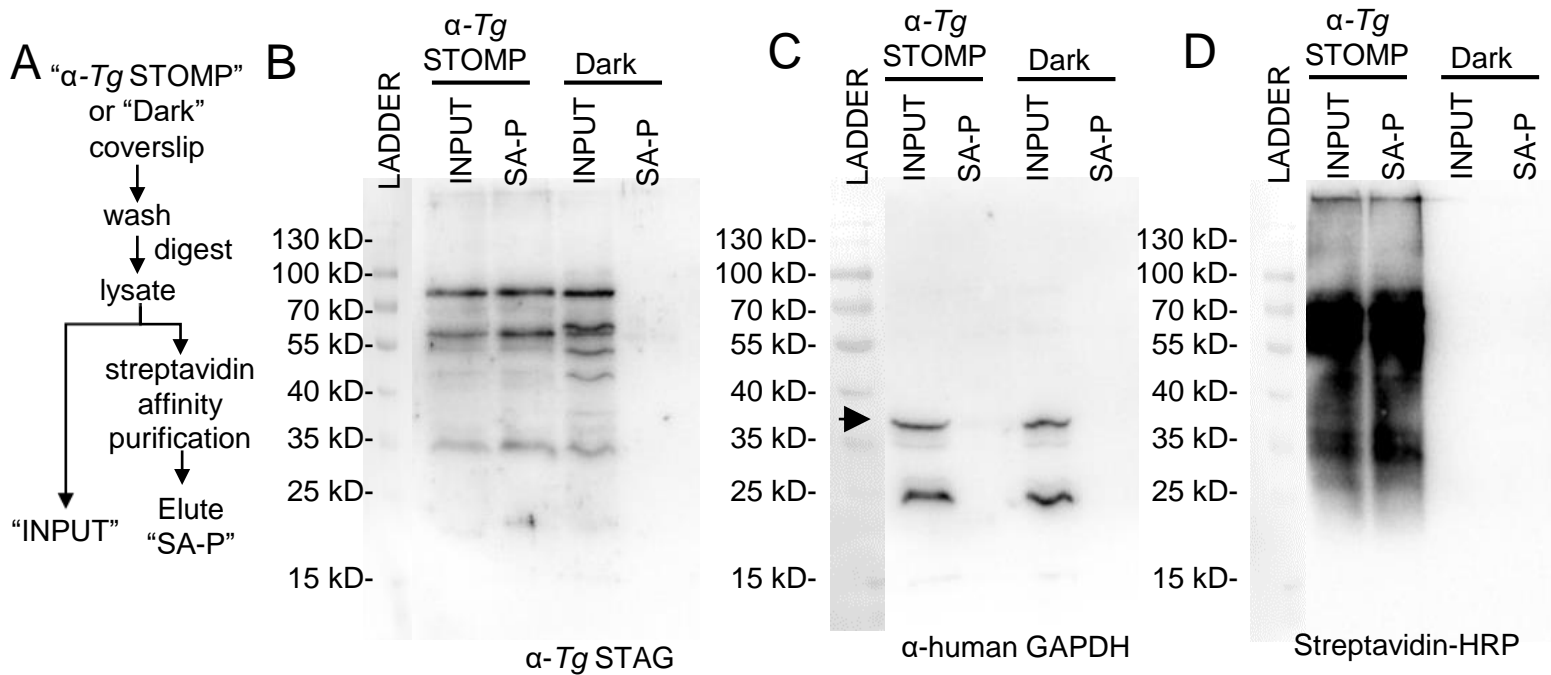 A
“α-Tg STOMP”
or “Dark”
coverslip
wash
digest
lysate
streptavidin
affinity
purification
“INPUT”
Elute
“SA-P”
B
α-Tg
STOMP
Dark
LADDER
INPUT
SA-P
INPUT
SA-P
130 kD-
100 kD-
70 kD-
55 kD-
40 kD-
35 kD-
25 kD-
15 kD-
α-Tg STAG
C
α-Tg
STOMP
Dark
LADDER
INPUT
SA-P
INPUT
SA-P
130 kD-
100 kD-
70 kD-
55 kD-
40 kD-
35 kD-
25 kD-
15 kD-
α-human GAPDH
D
α-Tg
STOMP
Dark
LADDER
INPUT
SA-P
INPUT
SA-P
130 kD-
100 kD-
70 kD-
55 kD-
40 kD-
35 kD-
25 kD-
15 kD-
Streptavidin-HRP